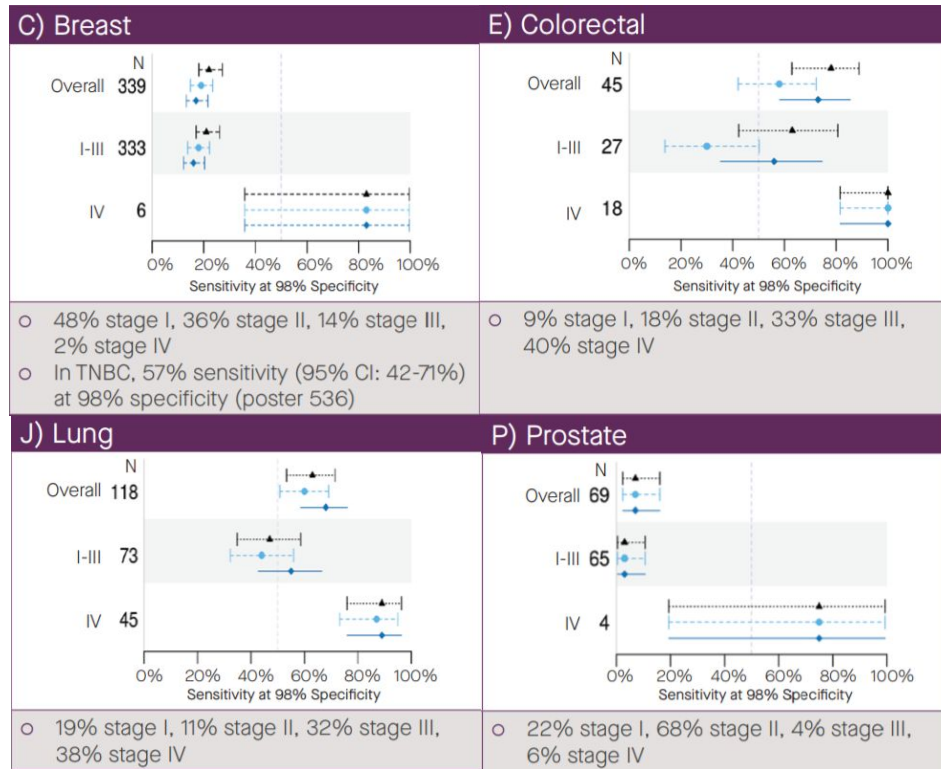 C) Breast
N
Overall 339
I-III 333
IV 6
0% 20% 40% 60% 80% 100%
Sensitivity at 98% Specificity
48% stage I, 36% stage II, 14% stage III,
2% stage IV
In TNBC, 57% sensitivity (95% CI: 42-71%)
at 98% specificity (poster 536)
E) Colorectal
N
Overall 45
I-III 27
IV 18
0% 20% 40% 60% 80% 100%
Sensitivity at 98% Specificity
9% stage I, 18% stage II, 33% stage III,
40% stage IV
J) Lung
N
Overall 118
I-III 73
IV 45
0% 20% 40% 60% 80% 100%
Sensitivity at 98% Specificity
19% stage I, 11% stage II, 32% stage III,
38% stage IV
P) Prostate
N
Overall 69
I-III 65
IV 4
0% 20% 40% 60% 80% 100%
Sensitivity at 98% Specificity
22% stage I, 68% stage II, 4% stage III,
6% stage IV